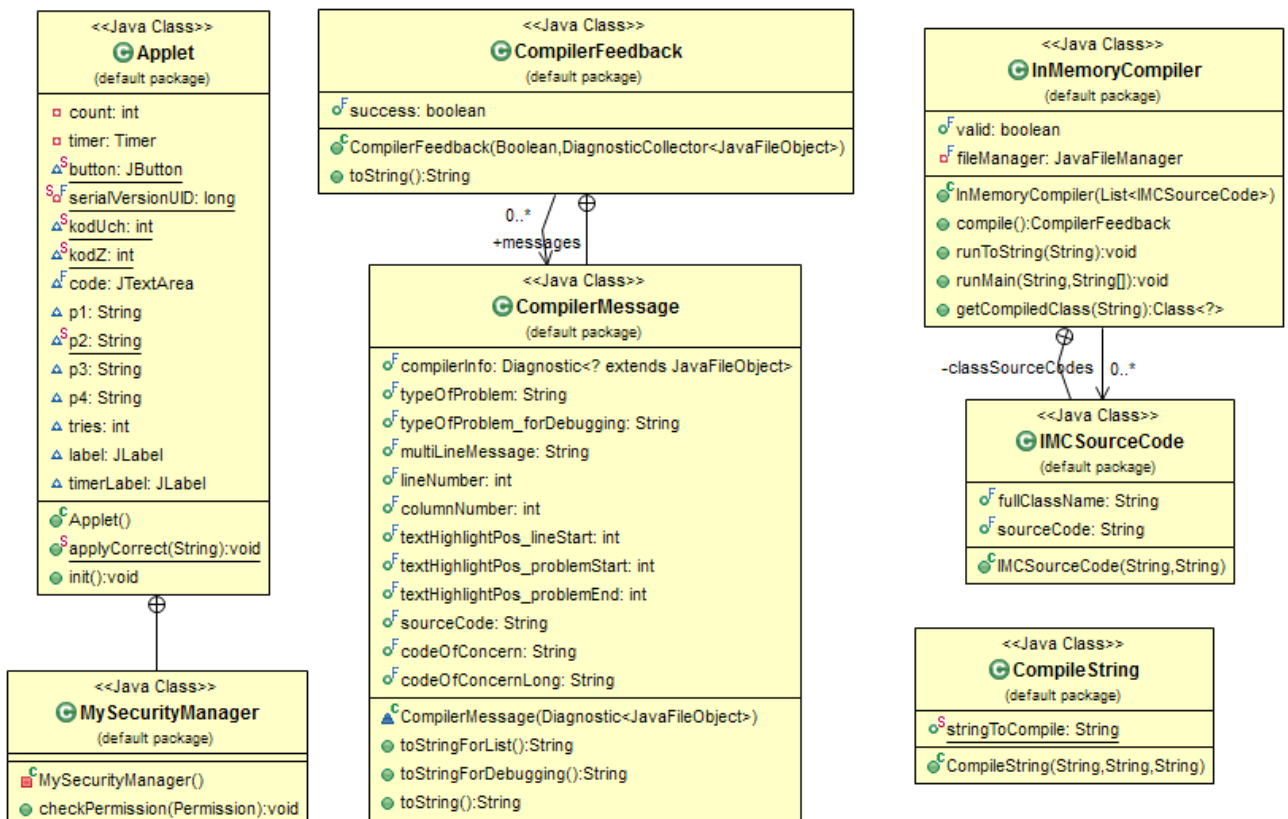 <<Java Class>>
Applet
(default package)
count: int
timer: Timer
button: JButton
serialVersionUID: long
kodUch: int
kodZ: int
code: JTextArea
p1: String
p2: String
p3: String
p4: String
tries: int
label: JLabel
timerLabel: JLabel
Applet()
applyCorrect(String):void
init():void
<<Java Class>>
MySecurityManager
(default package)
MySecurityManager()
checkPermission(Permission):void
<<Java Class>>
CompilerFeedback
(default package)
success: boolean
CompilerFeedback(Boolean,DiagnosticCollector<JavaFileObject>)
toString():String
0..*
+messages
<<Java Class>>
CompilerMessage
(default package)
compilerInfo: Diagnostic<? extends JavaFileObject>
typeOfProblem: String
typeOfProblem_forDebugging: String
multiLineMessage: String
lineNumber: int
columnNumber: int
textHighlightPos_lineStart: int
textHighlightPos_problemStart: int
textHighlightPos_problemEnd: int
sourceCode: String
codeOfConcern: String
codeOfConcernLong: String
CompilerMessage(Diagnostic<JavaFileObject>)
toStringForList():String
toStringForDebugging():String
toString():String
<<Java Class>>
InMemoryCompiler
(default package)
valid: boolean
fileManager: JavaFileManager
InMemoryCompiler(List<IMCSourceCode>)
compile():CompilerFeedback
runToString(String):void
runMain(String,String[]):void
getCompiledClass(String):Class<?>
-classSourceCodes 0..*
<<Java Class>>
IMCSourceCode
(default package)
fullClassName: String
sourceCode: String
IMCSourceCode(String,String)
<<Java Class>>
CompileString
(default package)
stringToCompile: String
CompileString(String,String,String)